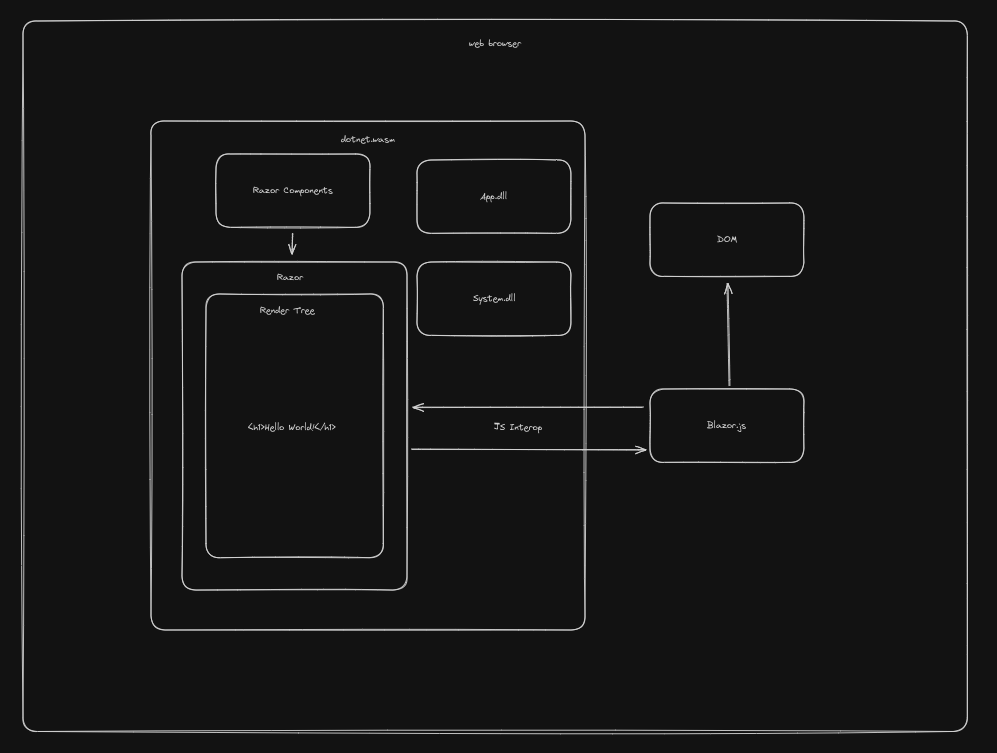 web browser
dotnet.wasm
Razor Components
App.dll
DOM
Razor
System.dll
Render Tree
<h1>Hello World!</h1>
JS Interop
Blazor.js